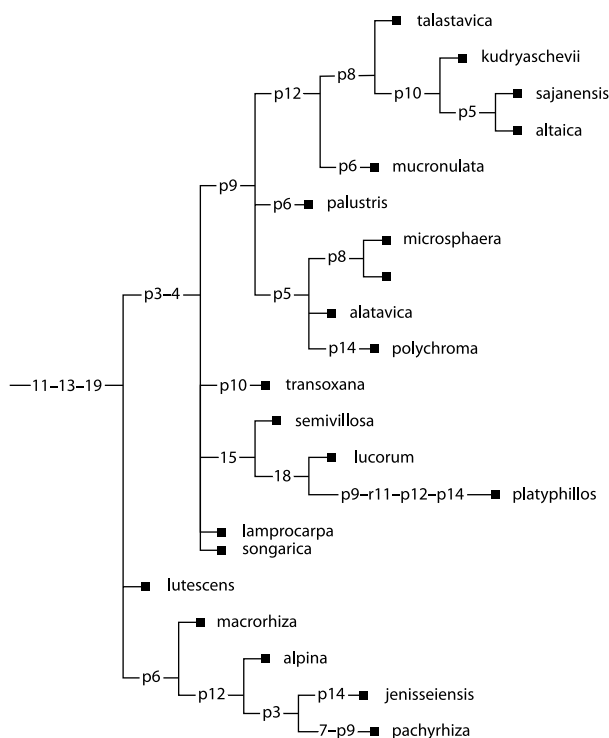 talastavica
kudryaschevii
p8
p12
p10
sajanensis
p5
altaica
p6
mucronulata
p9
p6
palustris
microsphaera
p8
p3–4
p5
alatavica
p14
polychroma
11–13–19
p10
transoxana
semivillosa
15
lucorum
18
p9–r11–p12–p14
platyphillos
lamprocarpa
songarica
lutescens
macrorhiza
alpina
p6
p12
p14
jenisseiensis
p3
7–p9
pachyrhiza